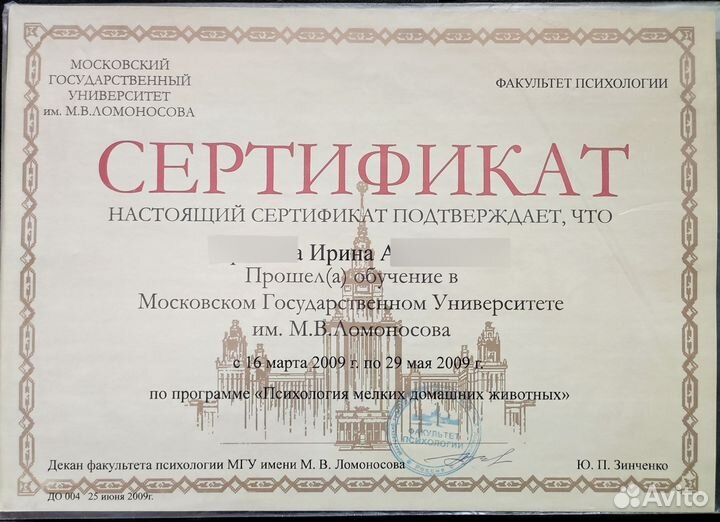 МОСКОВСКИЙ
ГОСУДАРСТВЕННЫЙ
УНИВЕРСИТЕТ
им. М.В.ЛОМОНОСОВА
ФАКУЛЬТЕТ ПСИХОЛОГИИ
СЕРТИФИКАТ
НАСТОЯЩИЙ СЕРТИФИКАТ ПОДТВЕРЖДАЕТ, ЧТО
Ирина А
Прошел(а) обучение в
Московском Государственном Университете
им. М.В.Ломоносова
с 16 марта 2009 г. по 29 мая 2009 г.
по программе «Психология мелких домашних животных»
ФАКУЛЬТЕТ
ПСИХОЛОГИИ
Декан факультета психологии МГУ имени М. В. Ломоносова Ю. П. Зинченко
ДО 004 25 июня 2009г.
Avito